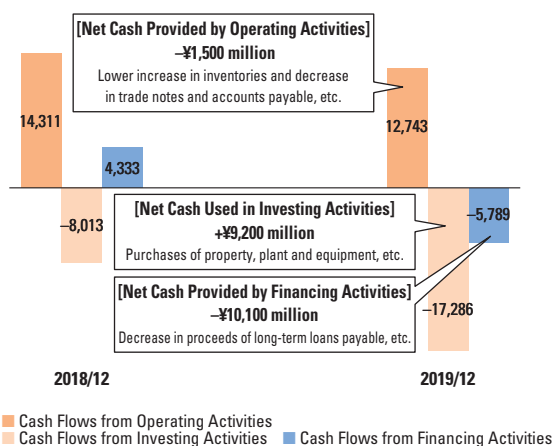 [Net Cash Provided by Operating Activities]
–¥1,500 million
Lower increase in inventories and decrease
in trade notes and accounts payable, etc.
14,311
12,743
4,333
–8,013
[Net Cash Used in Investing Activities]
+¥9,200 million
Purchases of property, plant and equipment, etc.
–5,789
[Net Cash Provided by Financing Activities]
–¥10,100 million
Decrease in proceeds of long-term loans payable, etc.
–17,286
2018/12
2019/12
Cash Flows from Operating Activities
Cash Flows from Investing Activities
Cash Flows from Financing Activities